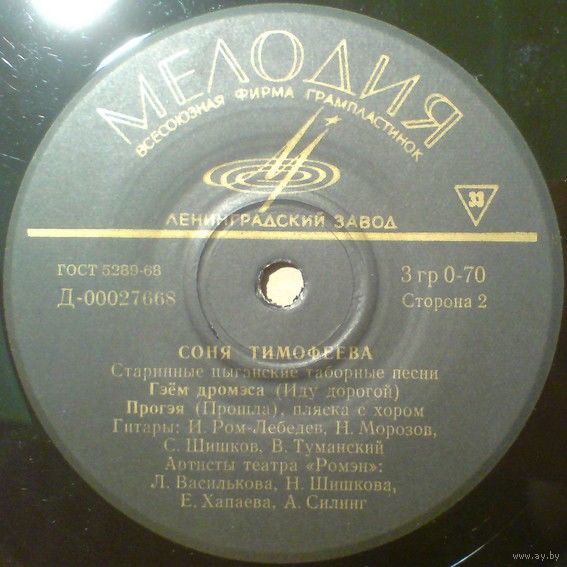 МЕЛОДИЯ
ВСЕСОЮЗНАЯ ФИРМА ГРАМПЛАСТИНОК
33
ЛЕНИНГРАДСКИЙ ЗАВОД
ГОСТ 5289-68
3 гр 0-70
Д-00027668
Сторона 2
СОНЯ ТИМОФЕЕВА
Старинные цыганские таборные песни
Гэём дромэса (Иду дорогой)
Прогэя (Прошла), пляска с хором
Гитары: И. Ром-Лебедев, Н. Морозов,
С. Шишков, В. Туманский
Артисты театра «Ромэн»:
Л. Василькова, Н. Шишкова,
Е. Хапаева, А. Силинг
www.ay.by